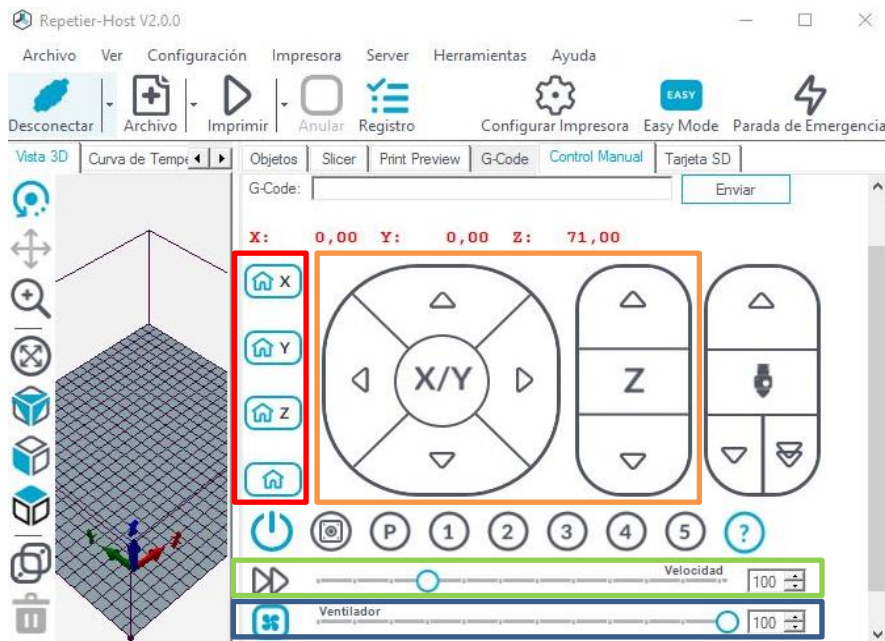 Repetier-Host V2.0.0
Archivo Ver Configuración Impresora Server Herramientas Ayuda
EASY
Desconectar Archivo Imprimir Anular Registro Configurar Impresora Easy Mode Parada de Emergencia
Vista 3D Curva de Tempe Objetos Slicer Print Preview G-Code Control Manual Tarjeta SD
G-Code: Enviar
X: 0,00 Y: 0,00 Z: 71,00
X
Y
X/Y Z
Z
P 1 2 3 4 5 ?
Velocidad 100
Ventilador 100